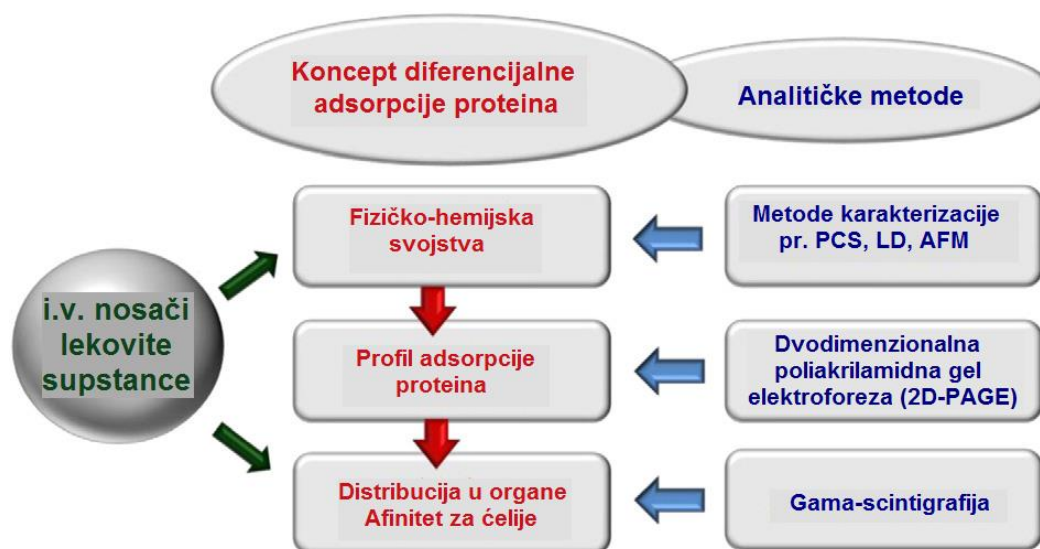 Koncept diferencijalne
adsorpcije proteina
Analitičke metode
Fizičko-hemijska
svojstva
Metode karakterizacije
pr. PCS, LD, AFM
i.v. nosači
lekovite
supstance
Profil adsorpcije
proteina
Dvodimenzionalna
poliakrilamidna gel
elektroforeza (2D-PAGE)
Distribucija u organe
Afinitet za ćelije
Gama-scintigrafija